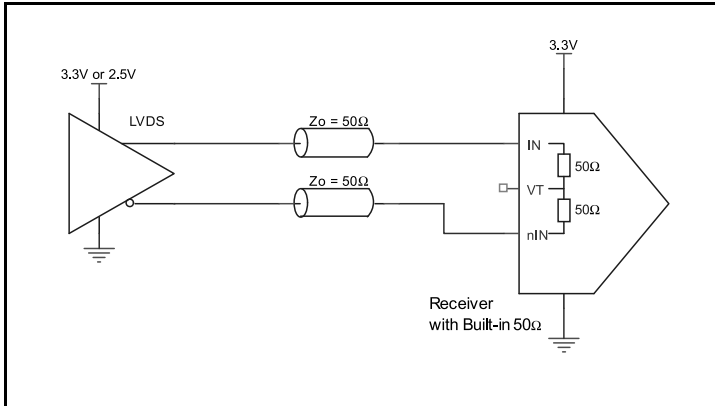 3.3V
3.3V or 2.5V
LVDS
Zo = 50Ω
Zo = 50Ω
IN
50Ω
VT
50Ω
nIN
Receiver
with Built-in 50Ω